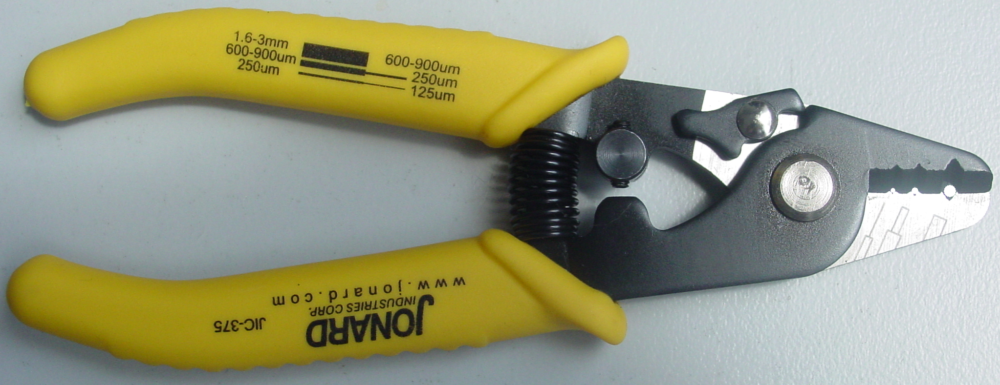 1.6-3mm
600-900um 600-900um
250um 250um
125um
JONARD
INDUSTRIES CORP.
www.jonard.com
JIC-375